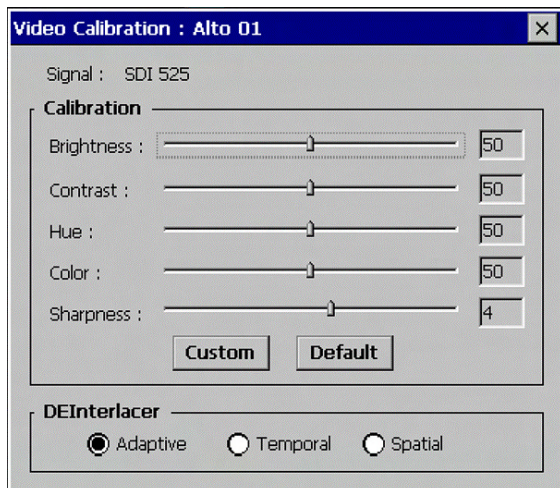 Video Calibration : Alto 01
Signal : SDI 525
Calibration
Brightness : 50
Contrast : 50
Hue : 50
Color : 50
Sharpness : 4
Custom Default
DEInterlacer
Adaptive Temporal Spatial